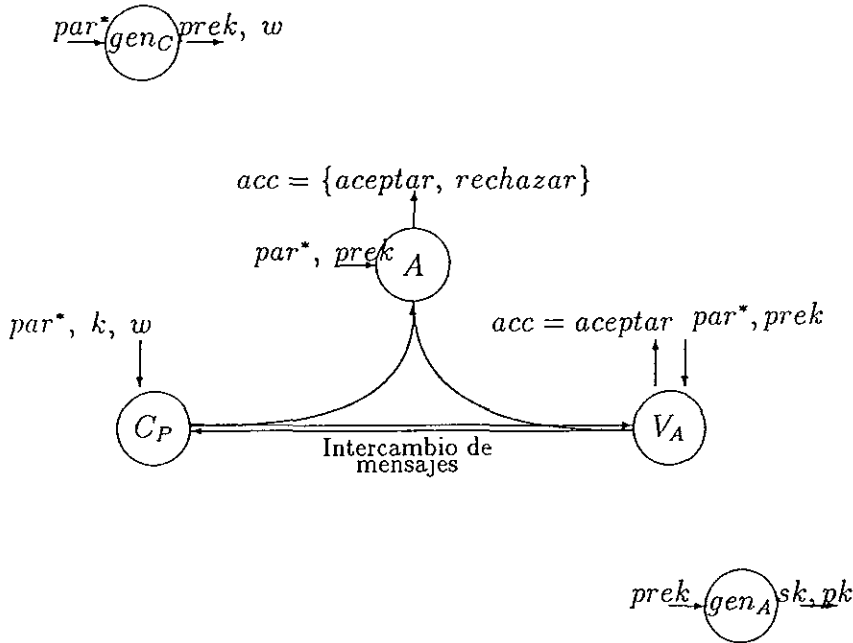 par* gen_C prek, w
acc = {aceptar, rechazar}
par*, prek A
par*, k, w
acc = aceptar par*, prek
C_P V_A
Intercambio de
mensajes
prek gen_A sk, pk